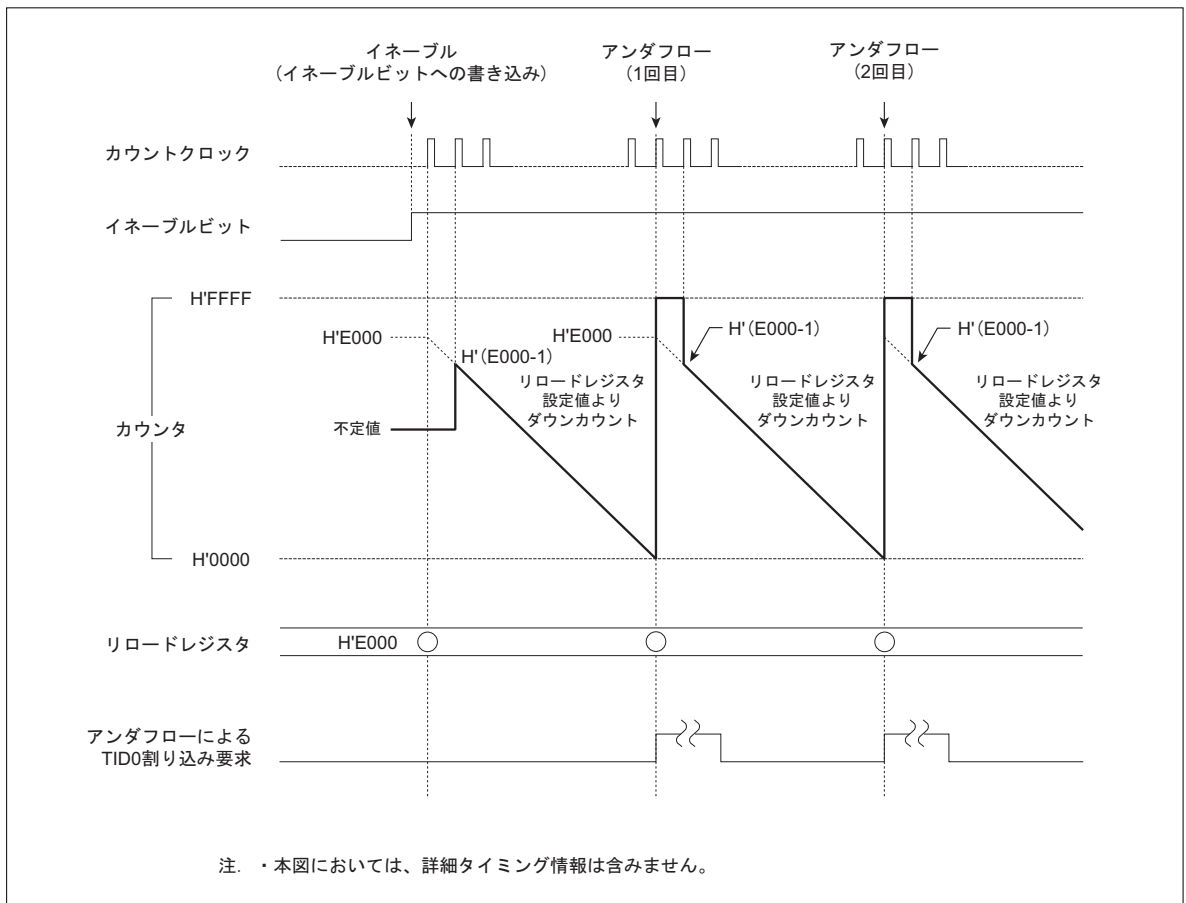 イネーブル
(イネーブルビットへの書き込み)
アンダフロー
(1回目)
アンダフロー
(2回目)
カウントクロック
イネーブルビット
H'FFFF
H'E000
H'E000
H'(E000-1)
H'(E000-1)
H'(E000-1)
リロードレジスタ
設定値より
ダウンカウント
リロードレジスタ
設定値より
ダウンカウント
リロードレジスタ
設定値より
ダウンカウント
カウンタ
不定値
H'0000
リロードレジスタ
H'E000
アンダフローによる
TID0割り込み要求
注. ・本図においては、詳細タイミング情報は含みません。